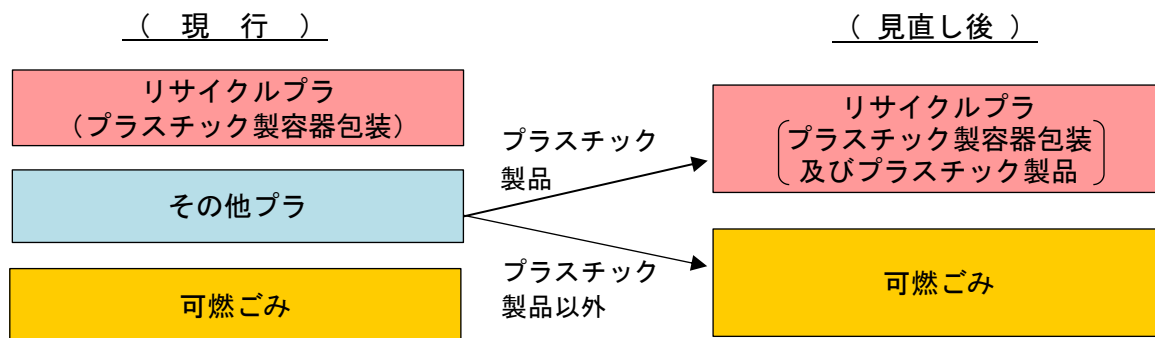 （ 現 行 ）
リサイクルプラ
（プラスチック製容器包装）
その他プラ
可燃ごみ
プラスチック
製品
プラスチック
製品以外
（ 見直し後 ）
リサイクルプラ
プラスチック製容器包装
及びプラスチック製品
可燃ごみ